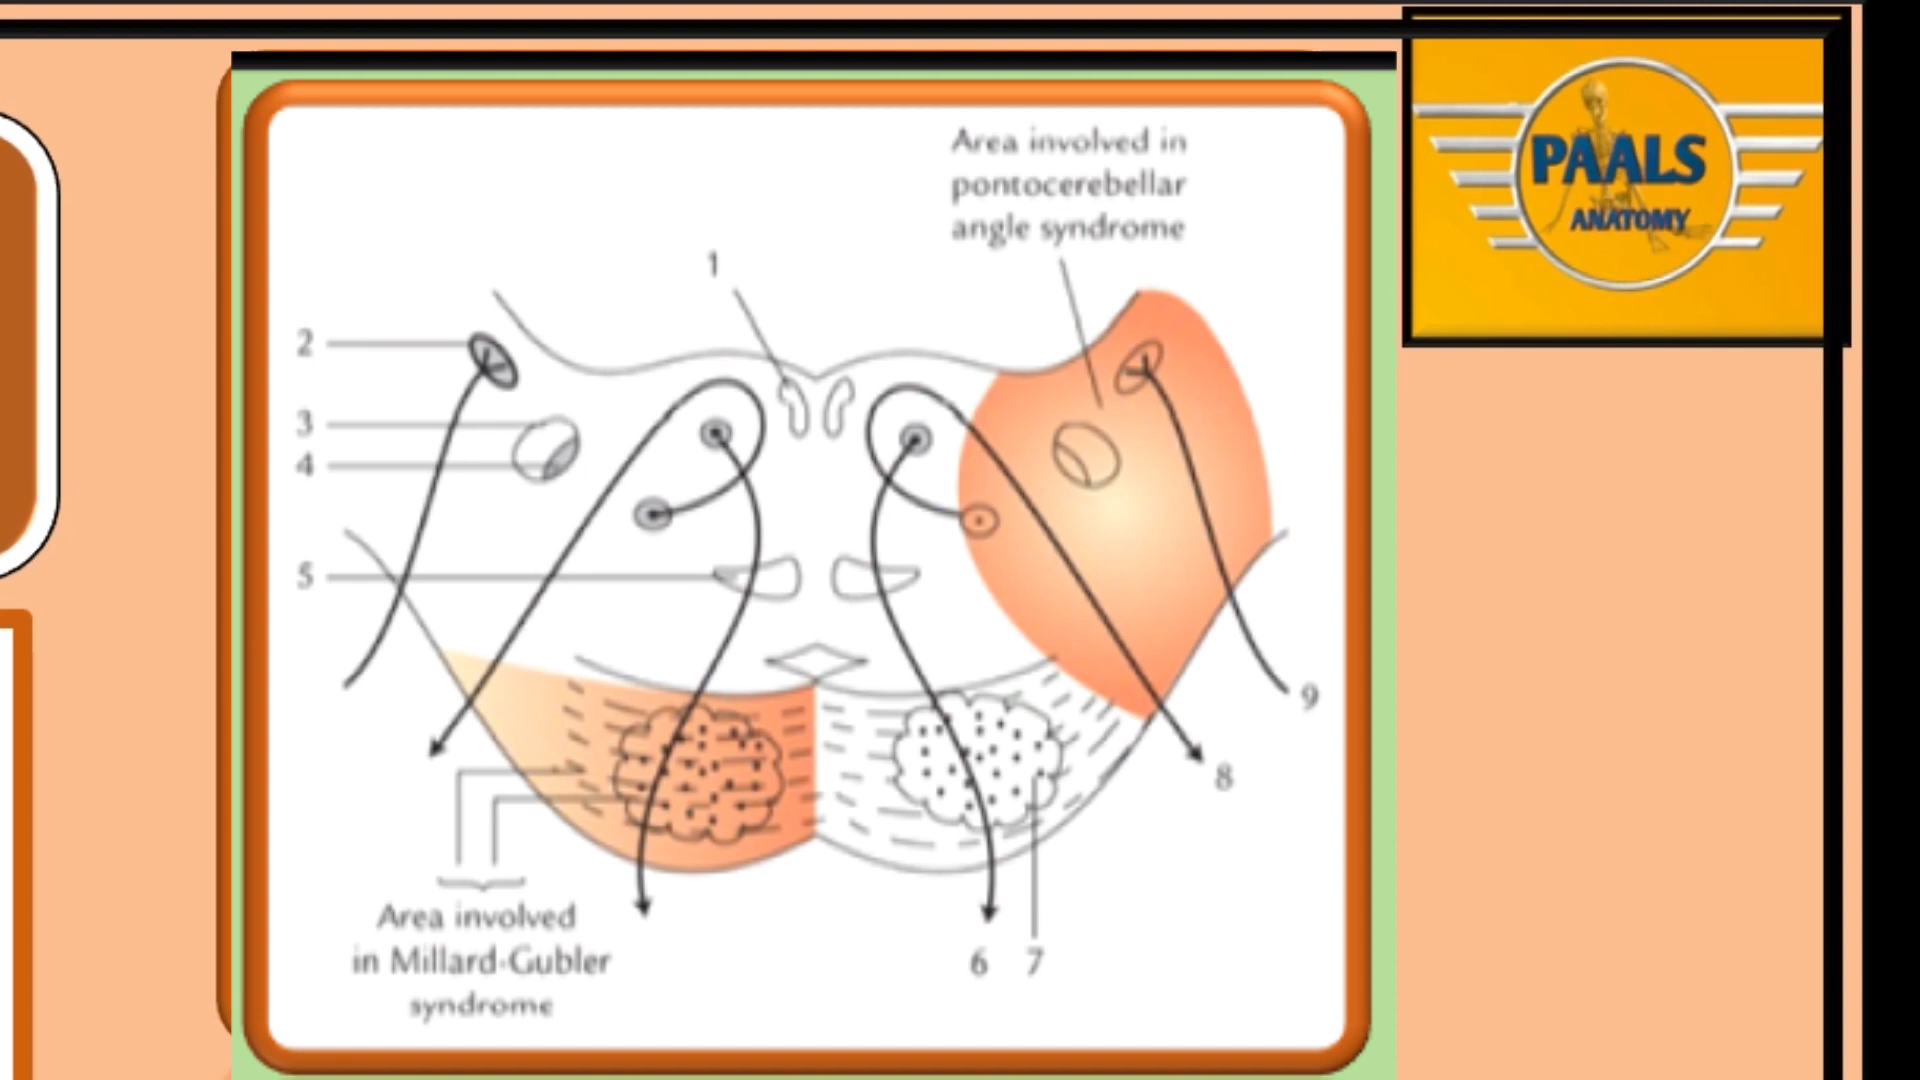 PAALS
ANATOMY
Area involved in
pontocerebellar
angle syndrome
1
2
3
4
5
9
8
6 7
Area involved
in Millard-Gubler
syndrome